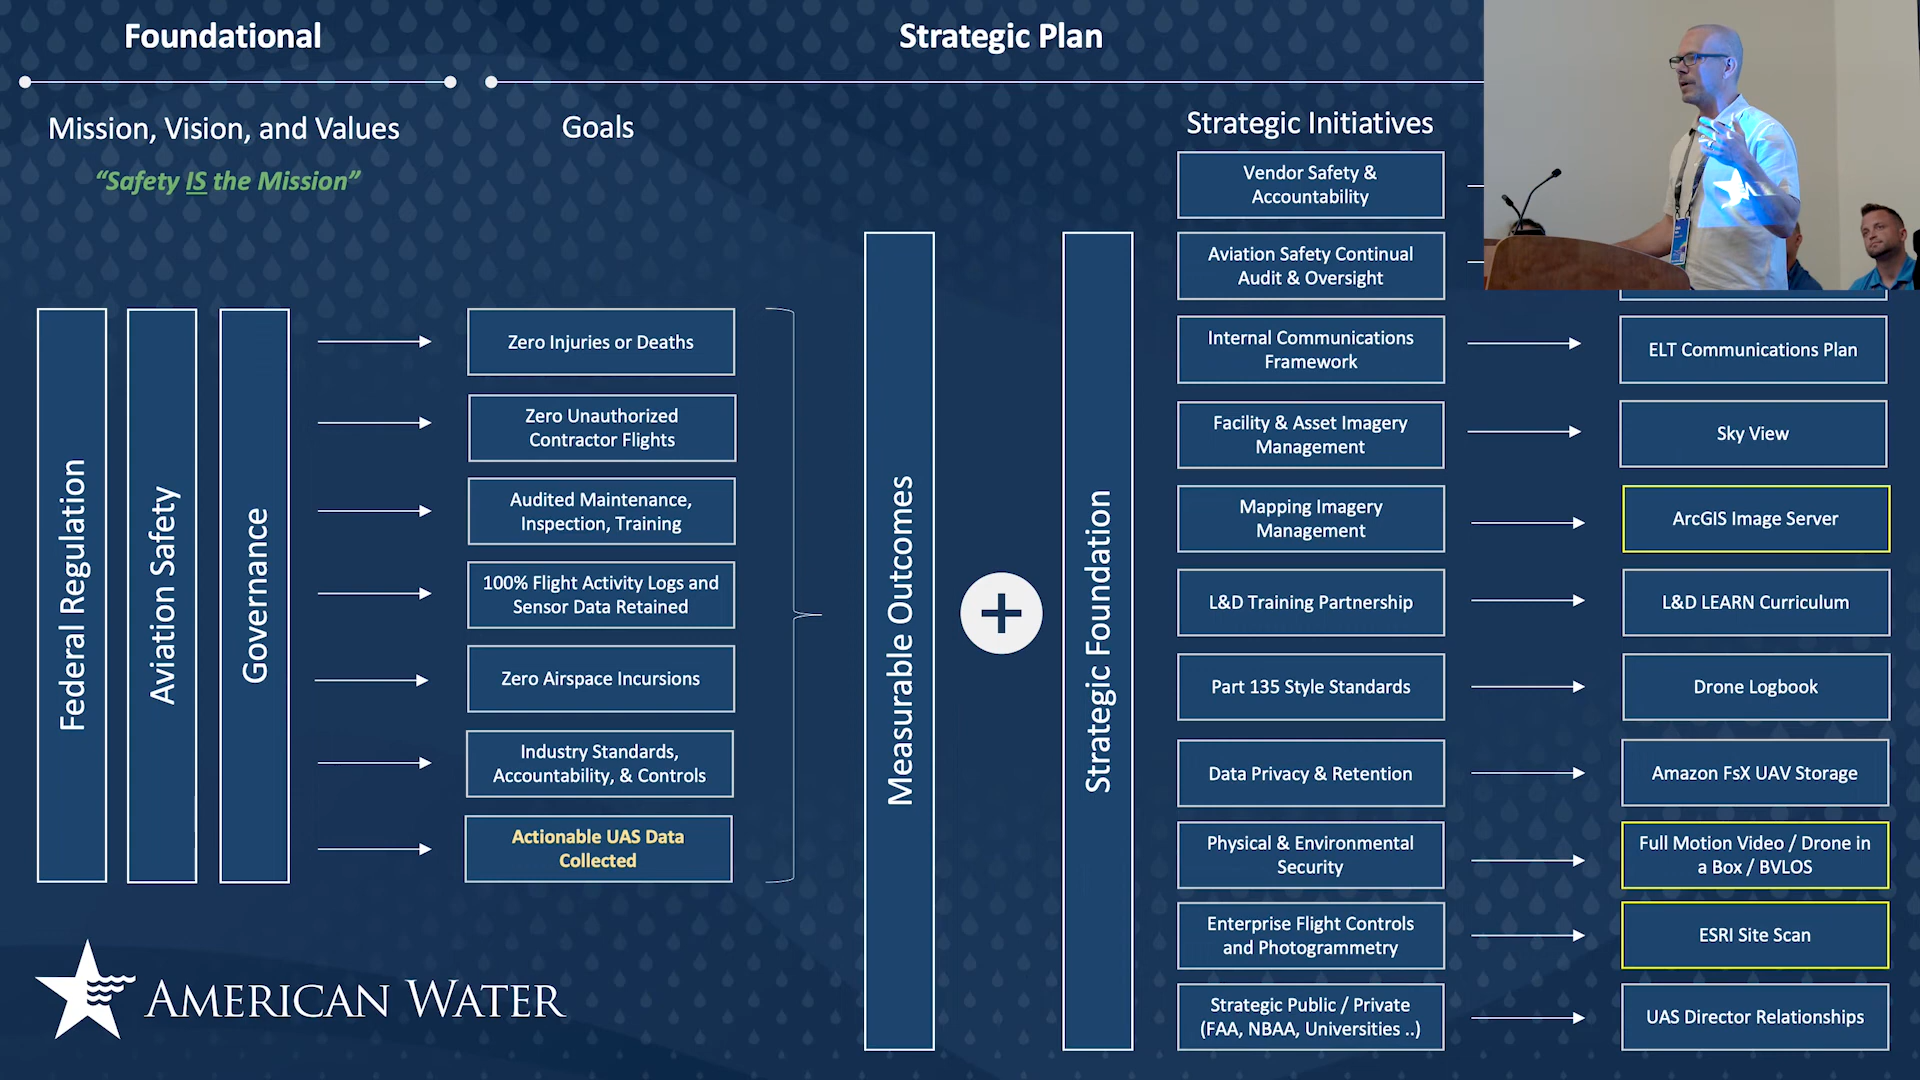 Foundational
Strategic Plan
Mission, Vision, and Values
"Safety IS the Mission"
Goals
Strategic Initiatives
Federal Regulation
Aviation Safety
Governance
Zero Injuries or Deaths
Zero Unauthorized
Contractor Flights
Audited Maintenance,
Inspection, Training
100% Flight Activity Logs and
Sensor Data Retained
Zero Airspace Incursions
Industry Standards,
Accountability, & Controls
Actionable UAS Data
Collected
Measurable Outcomes
+
Strategic Foundation
Vendor Safety &
Accountability
Aviation Safety Continual
Audit & Oversight
Internal Communications
Framework
ELT Communications Plan
Facility & Asset Imagery
Management
Sky View
Mapping Imagery
Management
ArcGIS Image Server
L&D Training Partnership
L&D LEARN Curriculum
Part 135 Style Standards
Drone Logbook
Data Privacy & Retention
Amazon FsX UAV Storage
Physical & Environmental
Security
Full Motion Video / Drone in
a Box / BVLOS
Enterprise Flight Controls
and Photogrammetry
ESRI Site Scan
Strategic Public / Private
(FAA, NBAA, Universities ..)
UAS Director Relationships
AMERICAN WATER